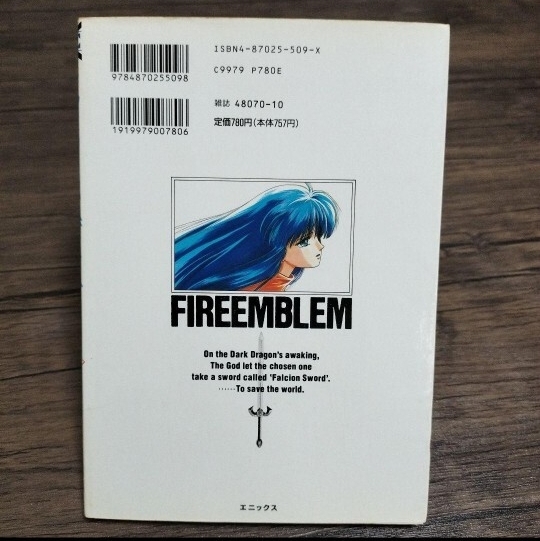 ISBN4-87025-509-X
C9979 P780E
9784870255098
雑誌 48070-10
定価780円(本体757円)
1919979007806
FIREEMBLEM
On the Dark Dragon's awaking,
The God let the chosen one
take a sword called 'Falcion Sword'.
……To save the world.
エニックス